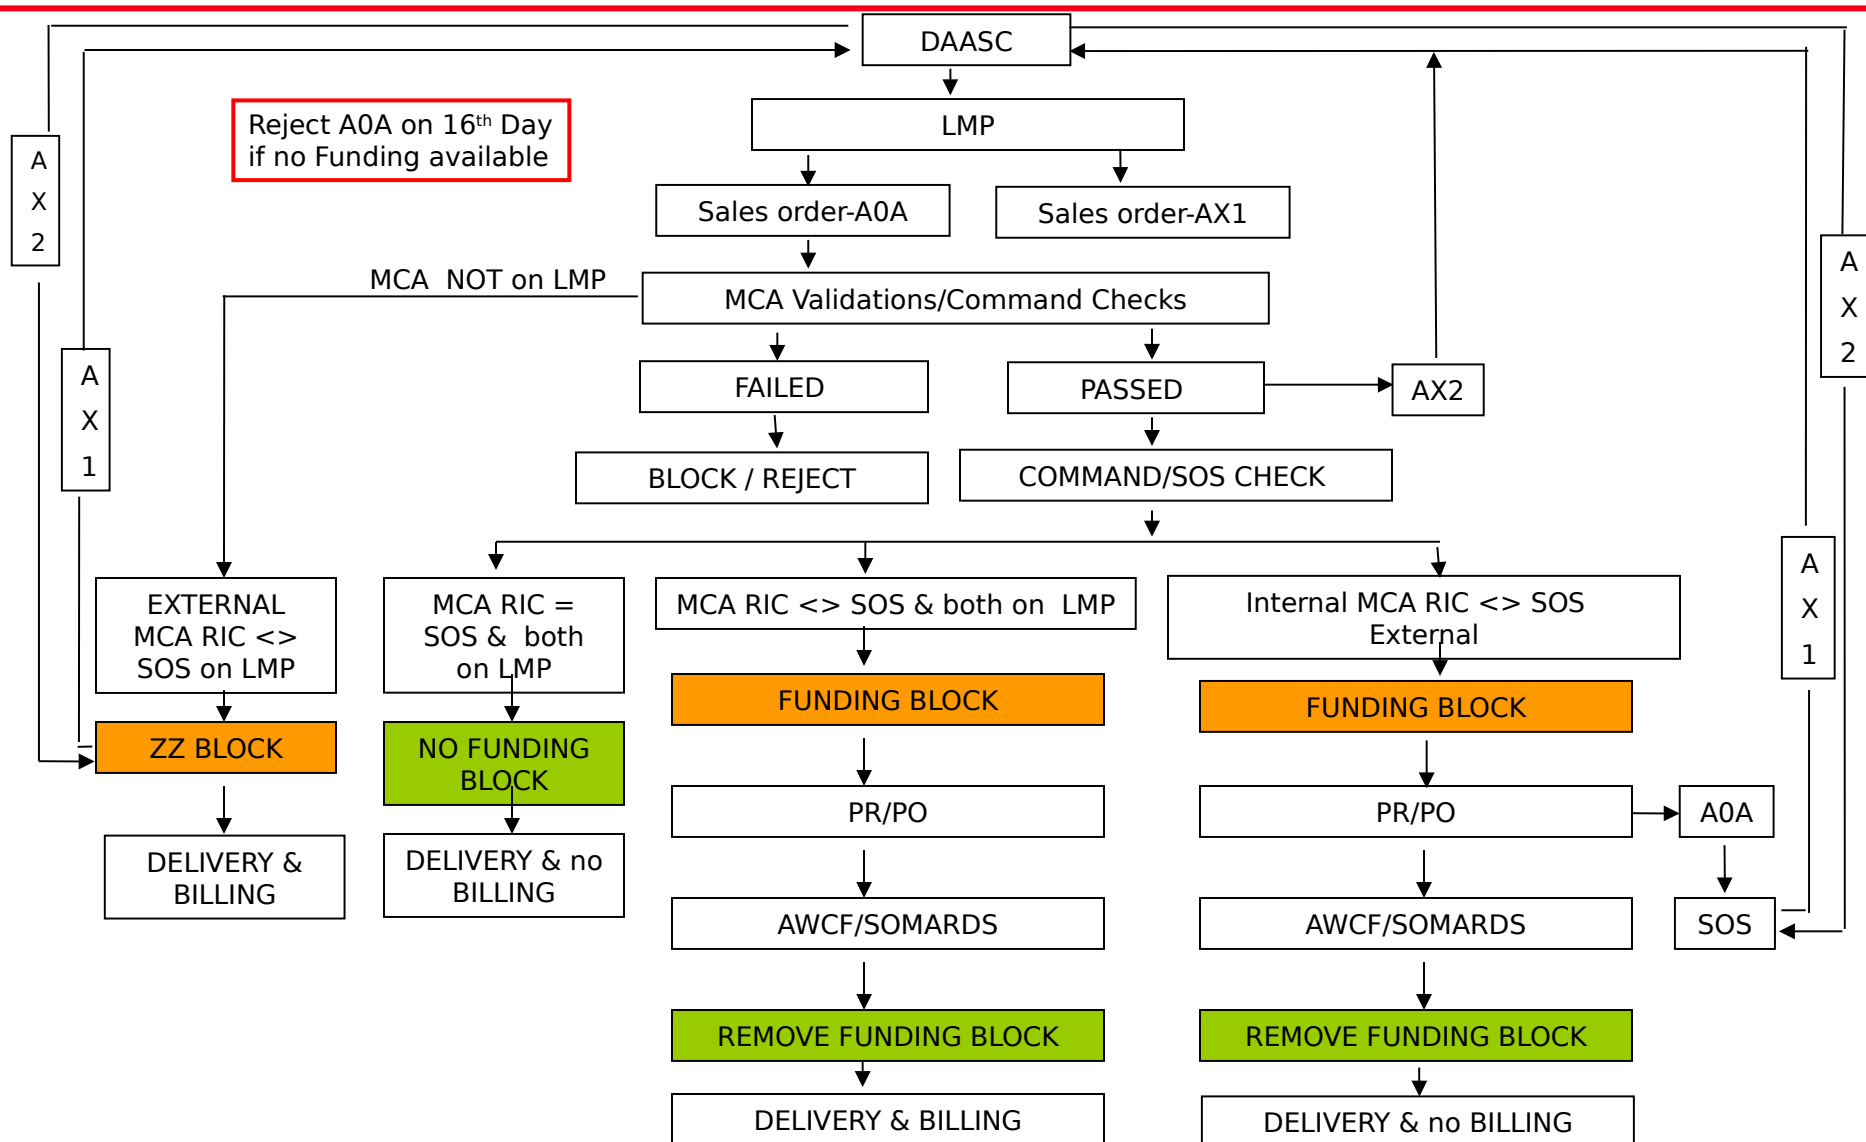 DAASC
Reject A0A on 16th Day
if no Funding available
LMP
A
X
2
Sales order-A0A
Sales order-AX1
MCA NOT on LMP
MCA Validations/Command Checks
A
X
2
A
X
1
FAILED
PASSED
AX2
BLOCK / REJECT
COMMAND/SOS CHECK
A
X
1
EXTERNAL
MCA RIC <>
SOS on LMP
MCA RIC =
SOS & both
on LMP
MCA RIC <> SOS & both on LMP
Internal MCA RIC <> SOS
External
ZZ BLOCK
NO FUNDING
BLOCK
FUNDING BLOCK
FUNDING BLOCK
DELIVERY &
BILLING
DELIVERY & no
BILLING
PR/PO
PR/PO
A0A
AWCF/SOMARDS
AWCF/SOMARDS
SOS
REMOVE FUNDING BLOCK
REMOVE FUNDING BLOCK
DELIVERY & BILLING
DELIVERY & no BILLING